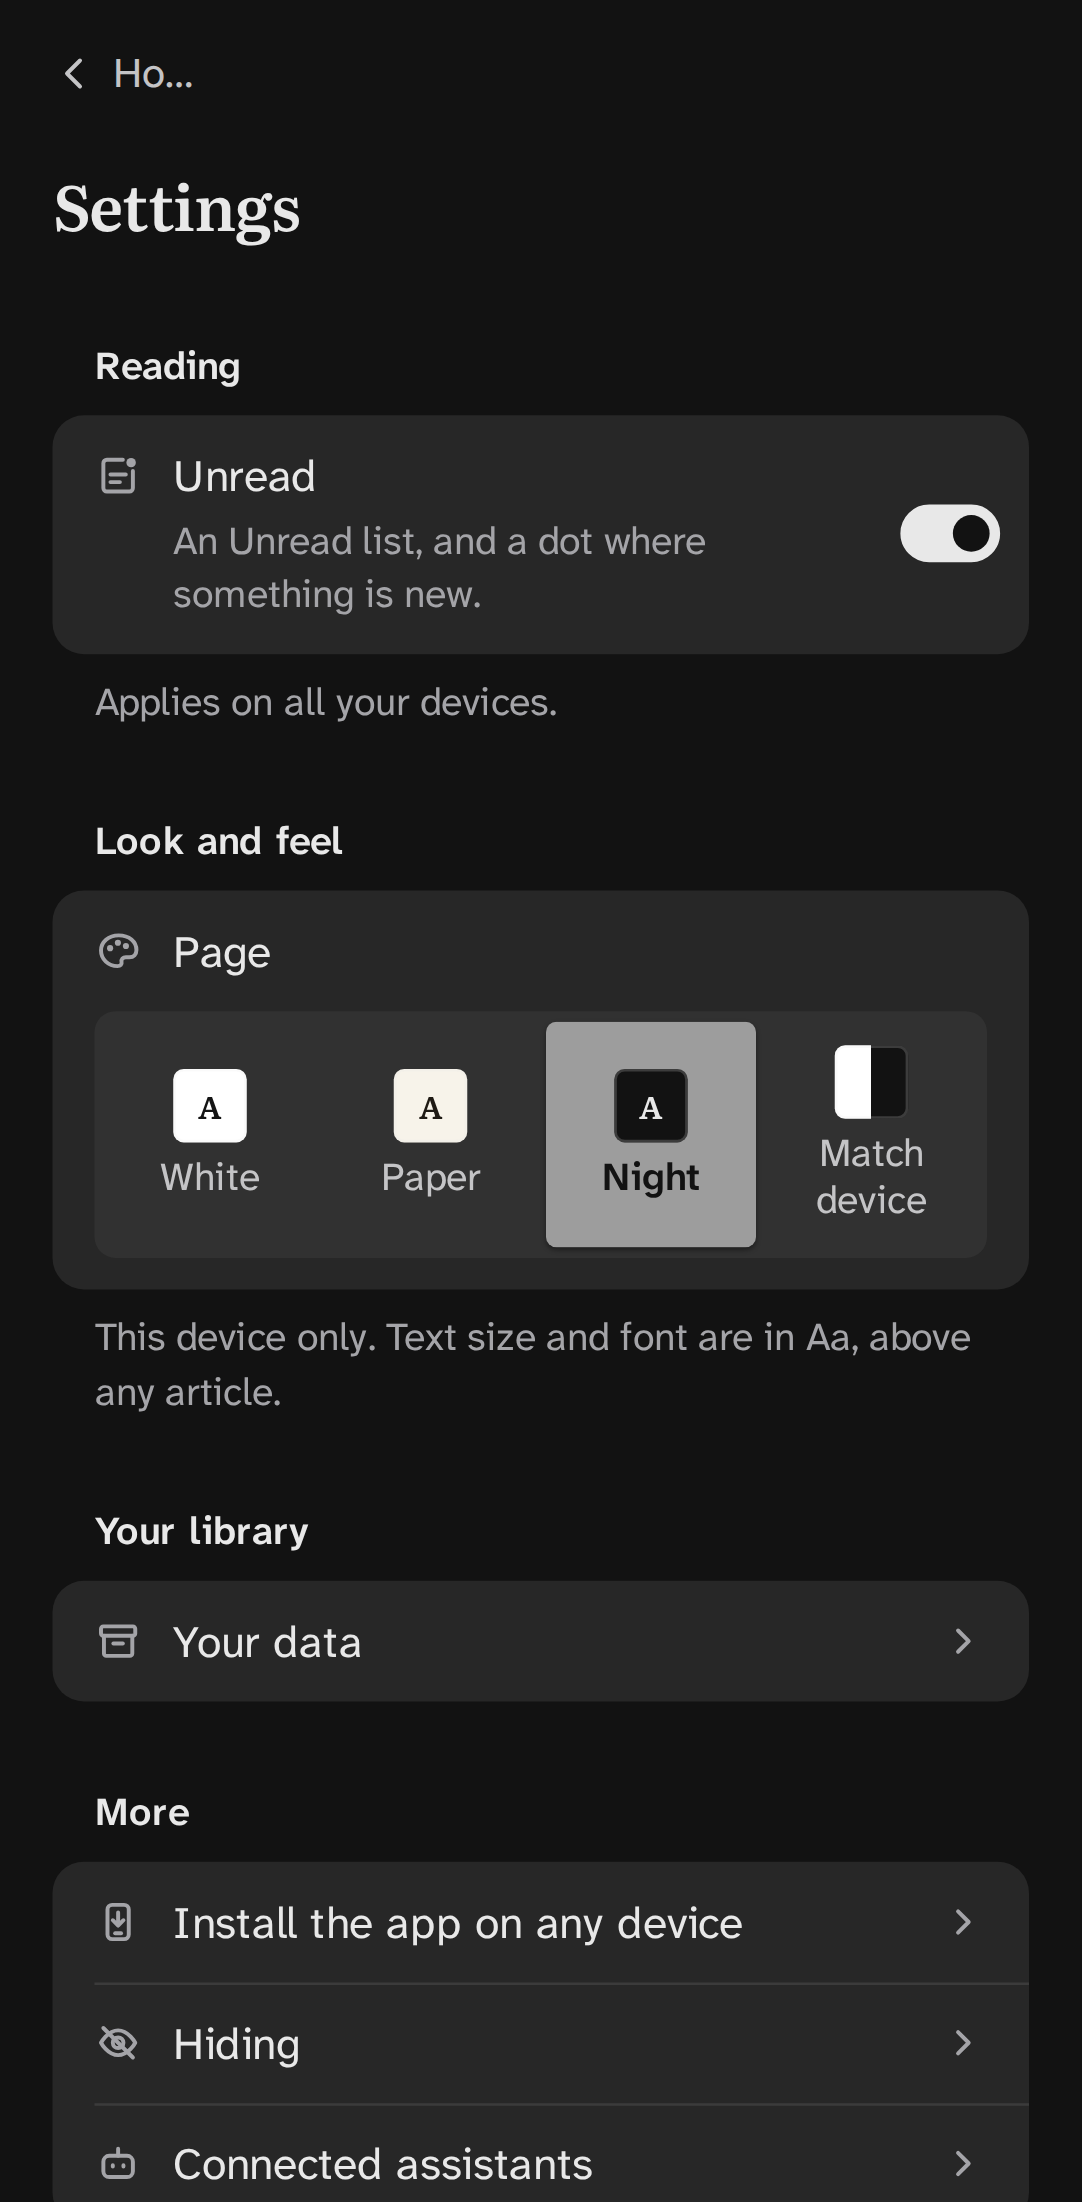 Ho...
Settings
Reading
Unread
An Unread list, and a dot where
something is new.
Applies on all your devices.
Look and feel
Page
A
A
A
White
Paper
Night
Match
device
This device only. Text size and font are in Aa, above
any article.
Your library
Your data
More
Install the app on any device
Hiding
Connected assistants